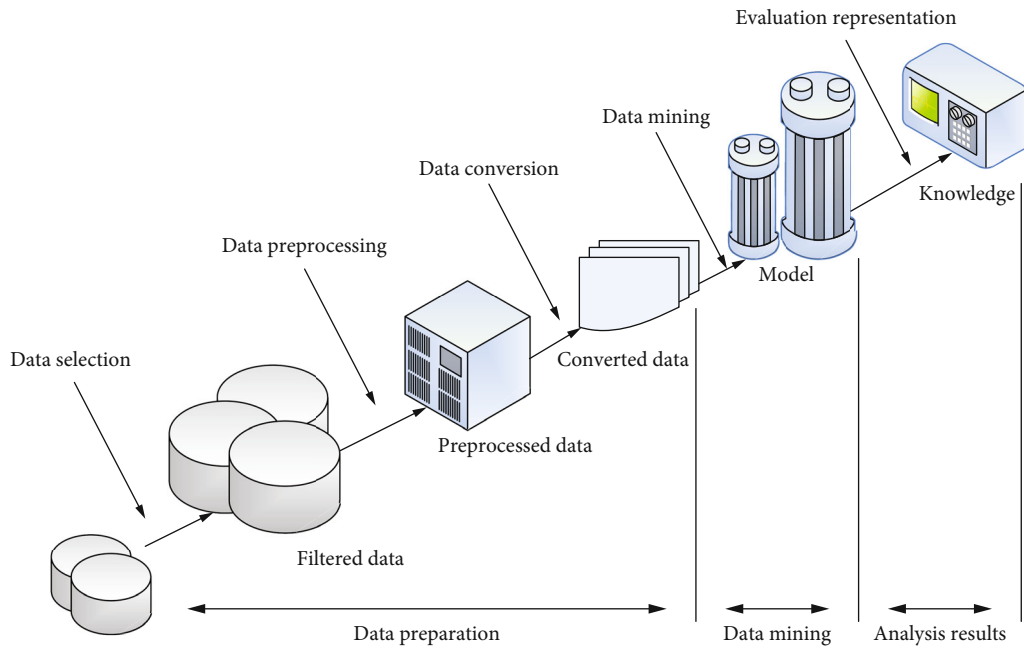 Evaluation representation
Data mining
Knowledge
Data conversion
Data preprocessing
Model
Data selection
Converted data
Preprocessed data
Filtered data
Data preparation
Data mining
Analysis results